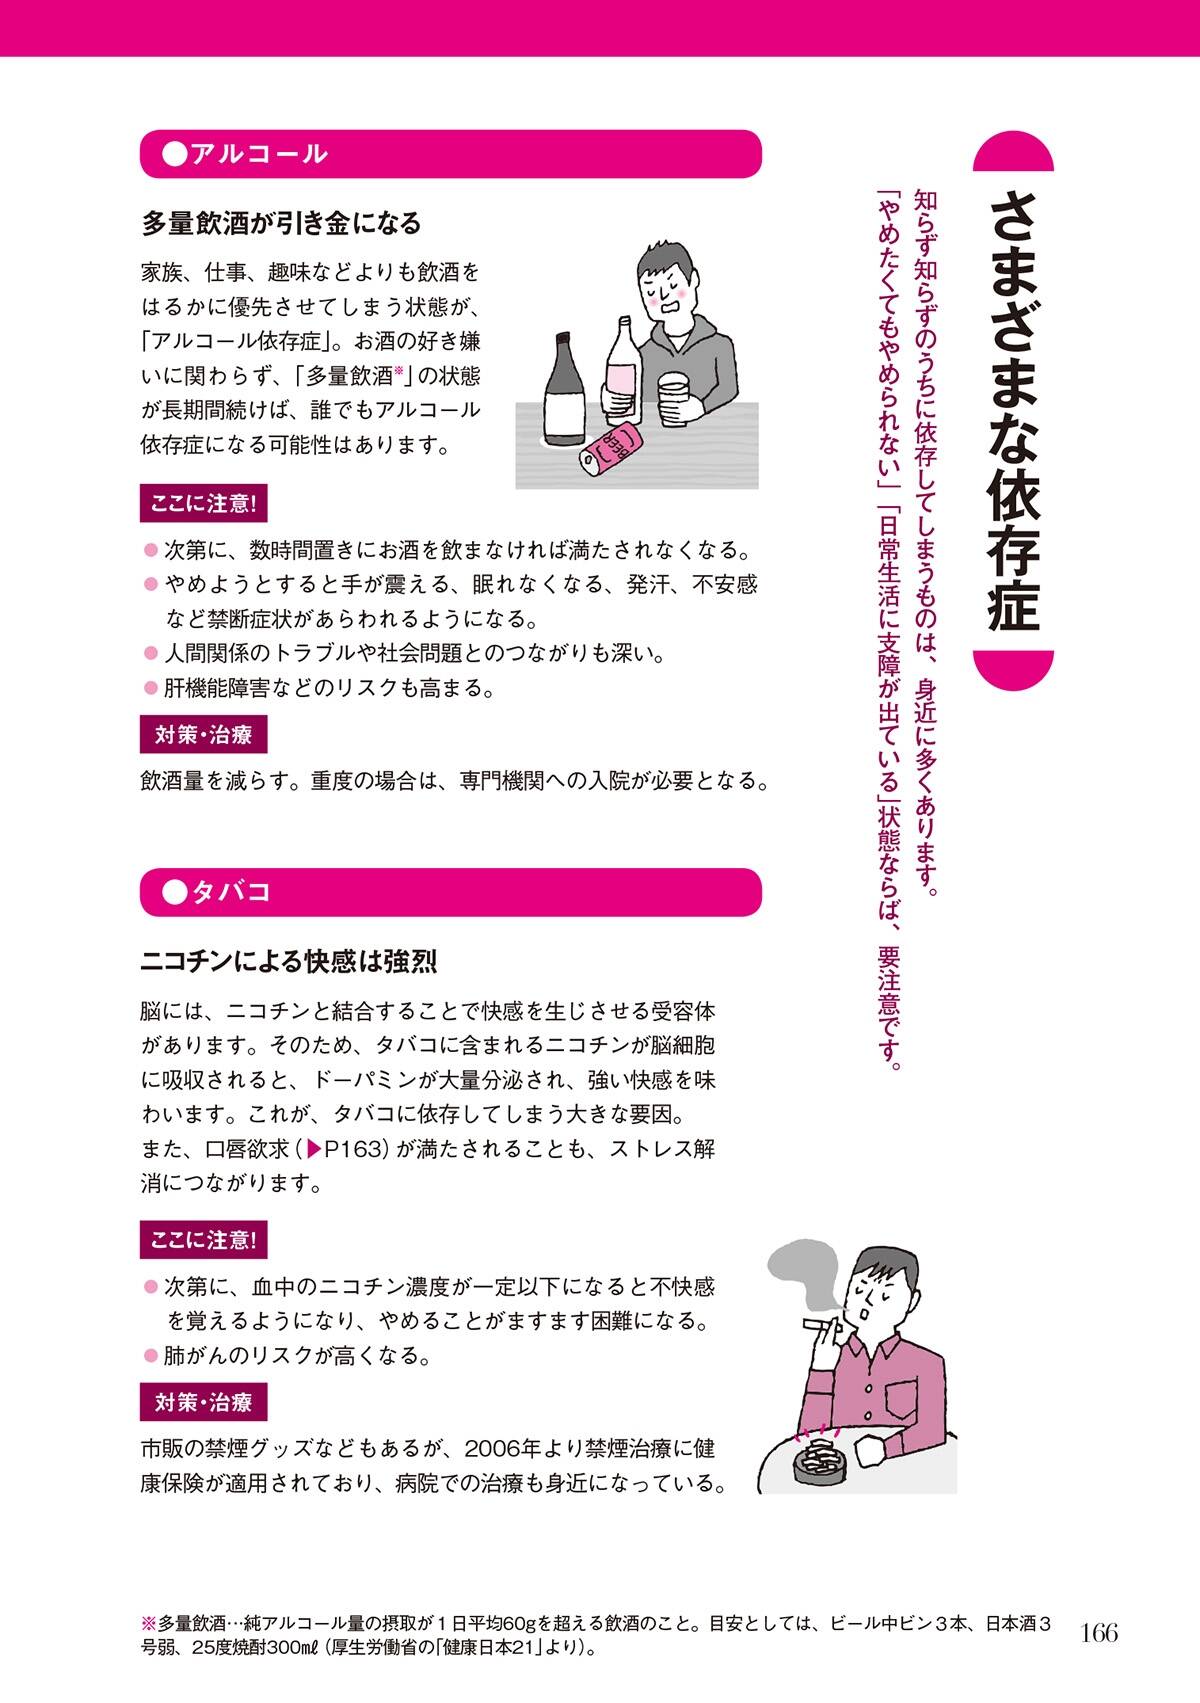 さまざまな依存症
知らず知らずのうちに依存してしまうものは、身近に多くあります。
「やめたくてもやめられない」「日常生活に支障が出ている」状態ならば、要注意です。
●アルコール
多量飲酒が引き金になる
家族、仕事、趣味などよりも飲酒を
はるかに優先させてしまう状態が、
「アルコール依存症」。お酒の好き嫌
いに関わらず、「多量飲酒※」の状態
が長期間続けば、誰でもアルコール
依存症になる可能性はあります。
BEER
ここに注意!
●次第に、数時間置きにお酒を飲まなければ満たされなくなる。
●やめようとすると手が震える、眠れなくなる、発汗、不安感
など禁断症状があらわれるようになる。
●人間関係のトラブルや社会問題とのつながりも深い。
●肝機能障害などのリスクも高まる。
対策・治療
飲酒量を減らす。重度の場合は、専門機関への入院が必要となる。
●タバコ
ニコチンによる快感は強烈
脳には、ニコチンと結合することで快感を生じさせる受容体
があります。そのため、タバコに含まれるニコチンが脳細胞
に吸収されると、ドーパミンが大量分泌され、強い快感を味
わいます。これが、タバコに依存してしまう大きな要因。
また、口唇欲求（▶P163）が満たされることも、ストレス解
消につながります。
ここに注意!
●次第に、血中のニコチン濃度が一定以下になると不快感
を覚えるようになり、やめることがますます困難になる。
●肺がんのリスクが高くなる。
対策・治療
市販の禁煙グッズなどもあるが、2006年より禁煙治療に健
康保険が適用されており、病院での治療も身近になっている。
※多量飲酒…純アルコール量の摂取が１日平均60gを超える飲酒のこと。目安としては、ビール中ビン３本、日本酒３
号弱、25度焼酎300㎖（厚生労働省の「健康日本21」より）。
166